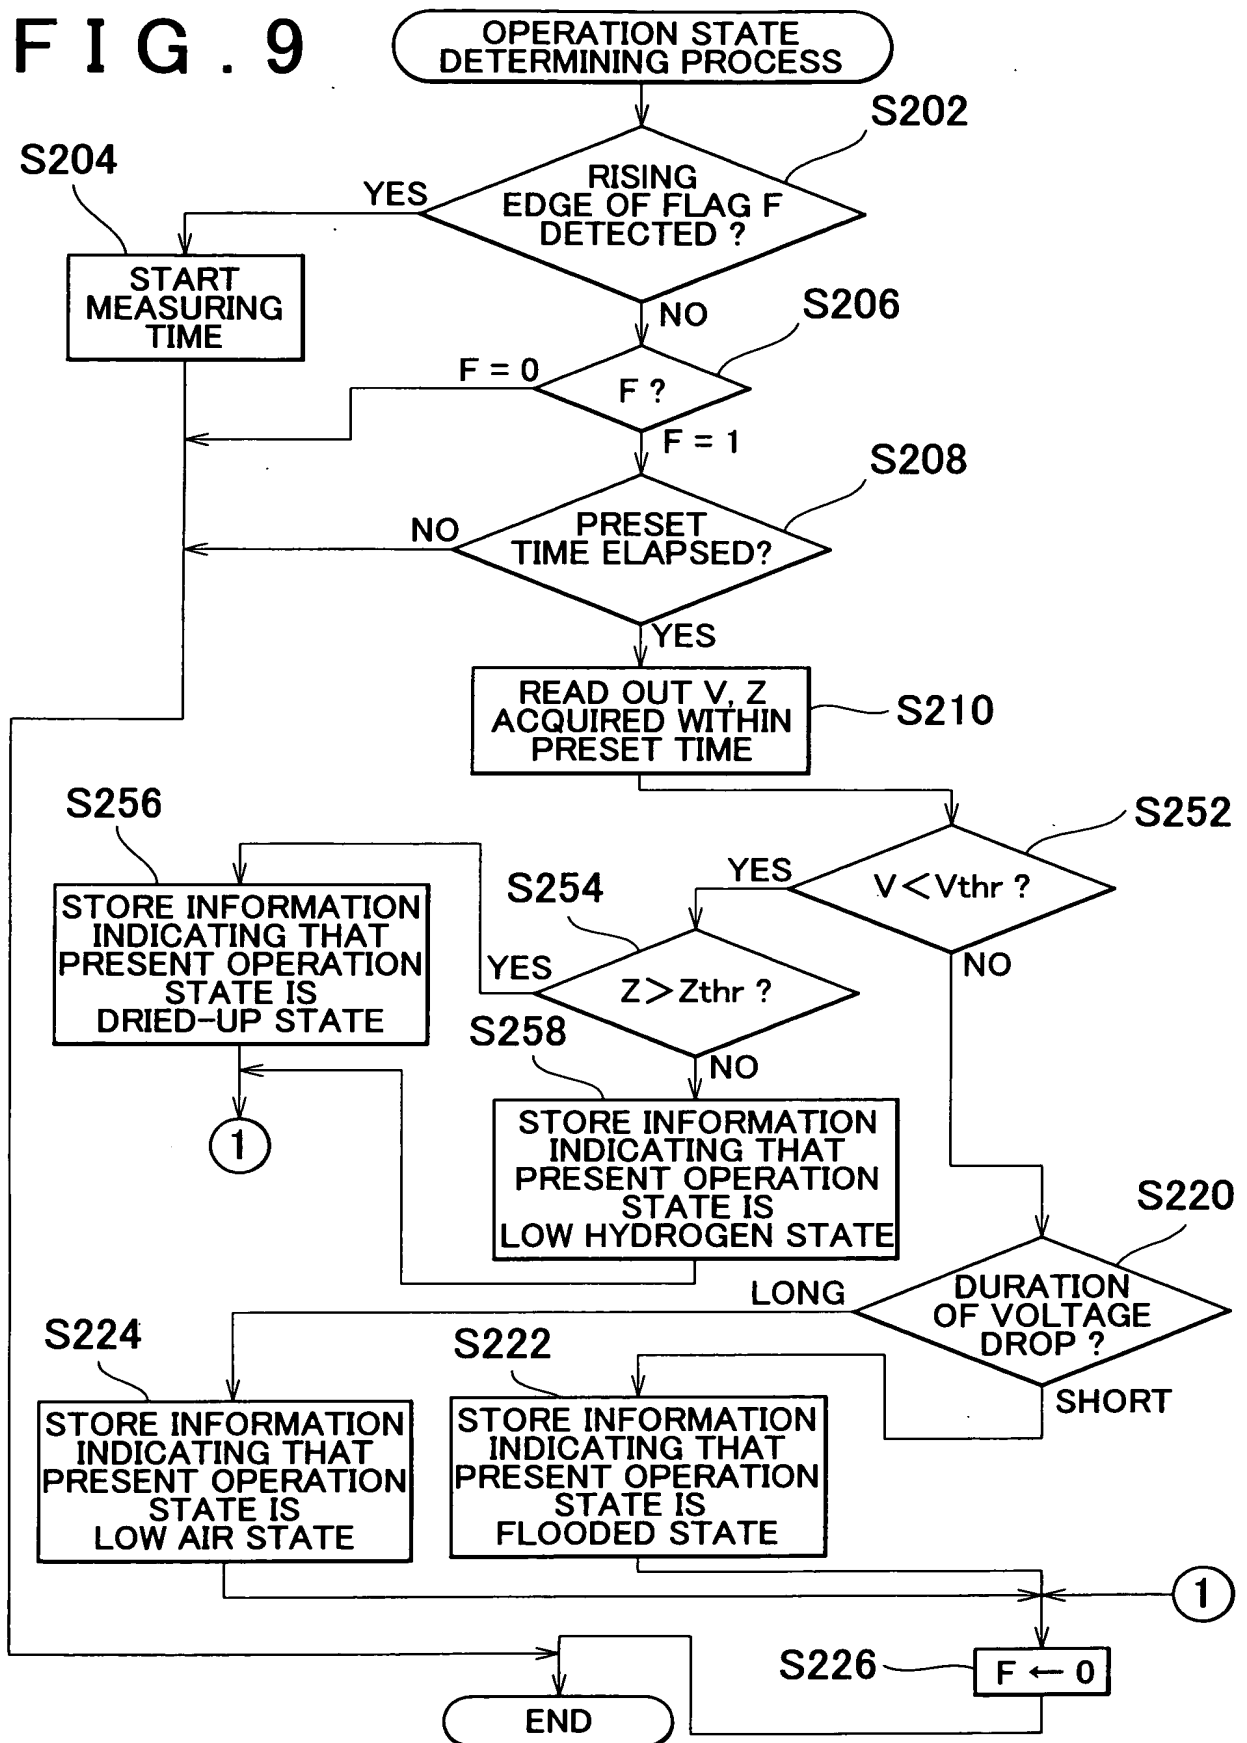 FIG. 9
OPERATION STATE
DETERMINING PROCESS
S202
RISING
EDGE OF FLAG F
DETECTED ?
YES
S204
START
MEASURING
TIME
NO
S206
F = 0
F ?
F = 1
S208
NO
PRESET
TIME ELAPSED?
YES
READ OUT V, Z
ACQUIRED WITHIN
PRESET TIME
S210
S252
V < Vthr ?
YES
NO
S254
Z > Zthr ?
YES
NO
S256
STORE INFORMATION
INDICATING THAT
PRESENT OPERATION
STATE IS
DRIED-UP STATE
1
S258
STORE INFORMATION
INDICATING THAT
PRESENT OPERATION
STATE IS
LOW HYDROGEN STATE
S220
DURATION
OF VOLTAGE
DROP ?
LONG
SHORT
S224
STORE INFORMATION
INDICATING THAT
PRESENT OPERATION
STATE IS
LOW AIR STATE
S222
STORE INFORMATION
INDICATING THAT
PRESENT OPERATION
STATE IS
FLOODED STATE
1
S226
F ← 0
END